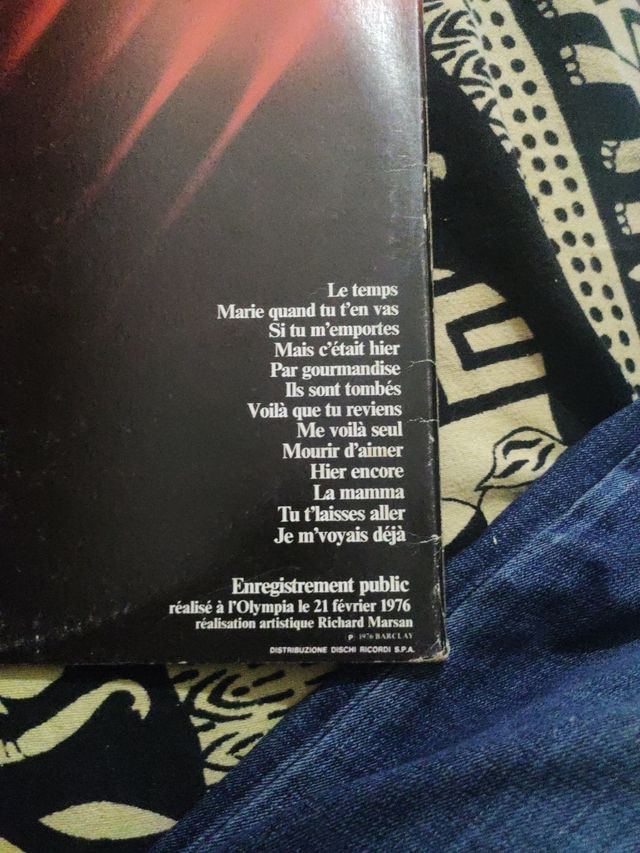 Le temps
Marie quand tu t'en vas
Si tu m'emportes
Mais c'était hier
Par gourmandise
Ils sont tombés
Voilà que tu reviens
Me voilà seul
Mourir d'aimer
Hier encore
La mamma
Tu t'laisses aller
Je m'voyais déjà
Enregistrement public
réalisé à l'Olympia le 21 février 1976
réalisation artistique Richard Marsan
℗ 1976 BARCLAY
DISTRIBUZIONE DISCHI RICORDI S.P.A.